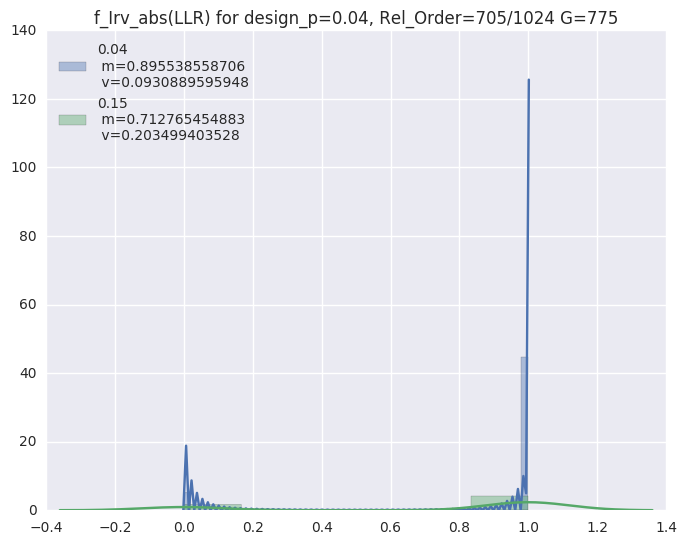 f_Irv_abs(LLR) for design_p=0.04, Rel_Order=705/1024 G=775
140
120
100
80
60
40
20
0
0.04
m=0.895538558706
v=0.0930889595948
0.15
m=0.712765454883
v=0.203499403528
−0.4 −0.2 0.0 0.2 0.4 0.6 0.8 1.0 1.2 1.4